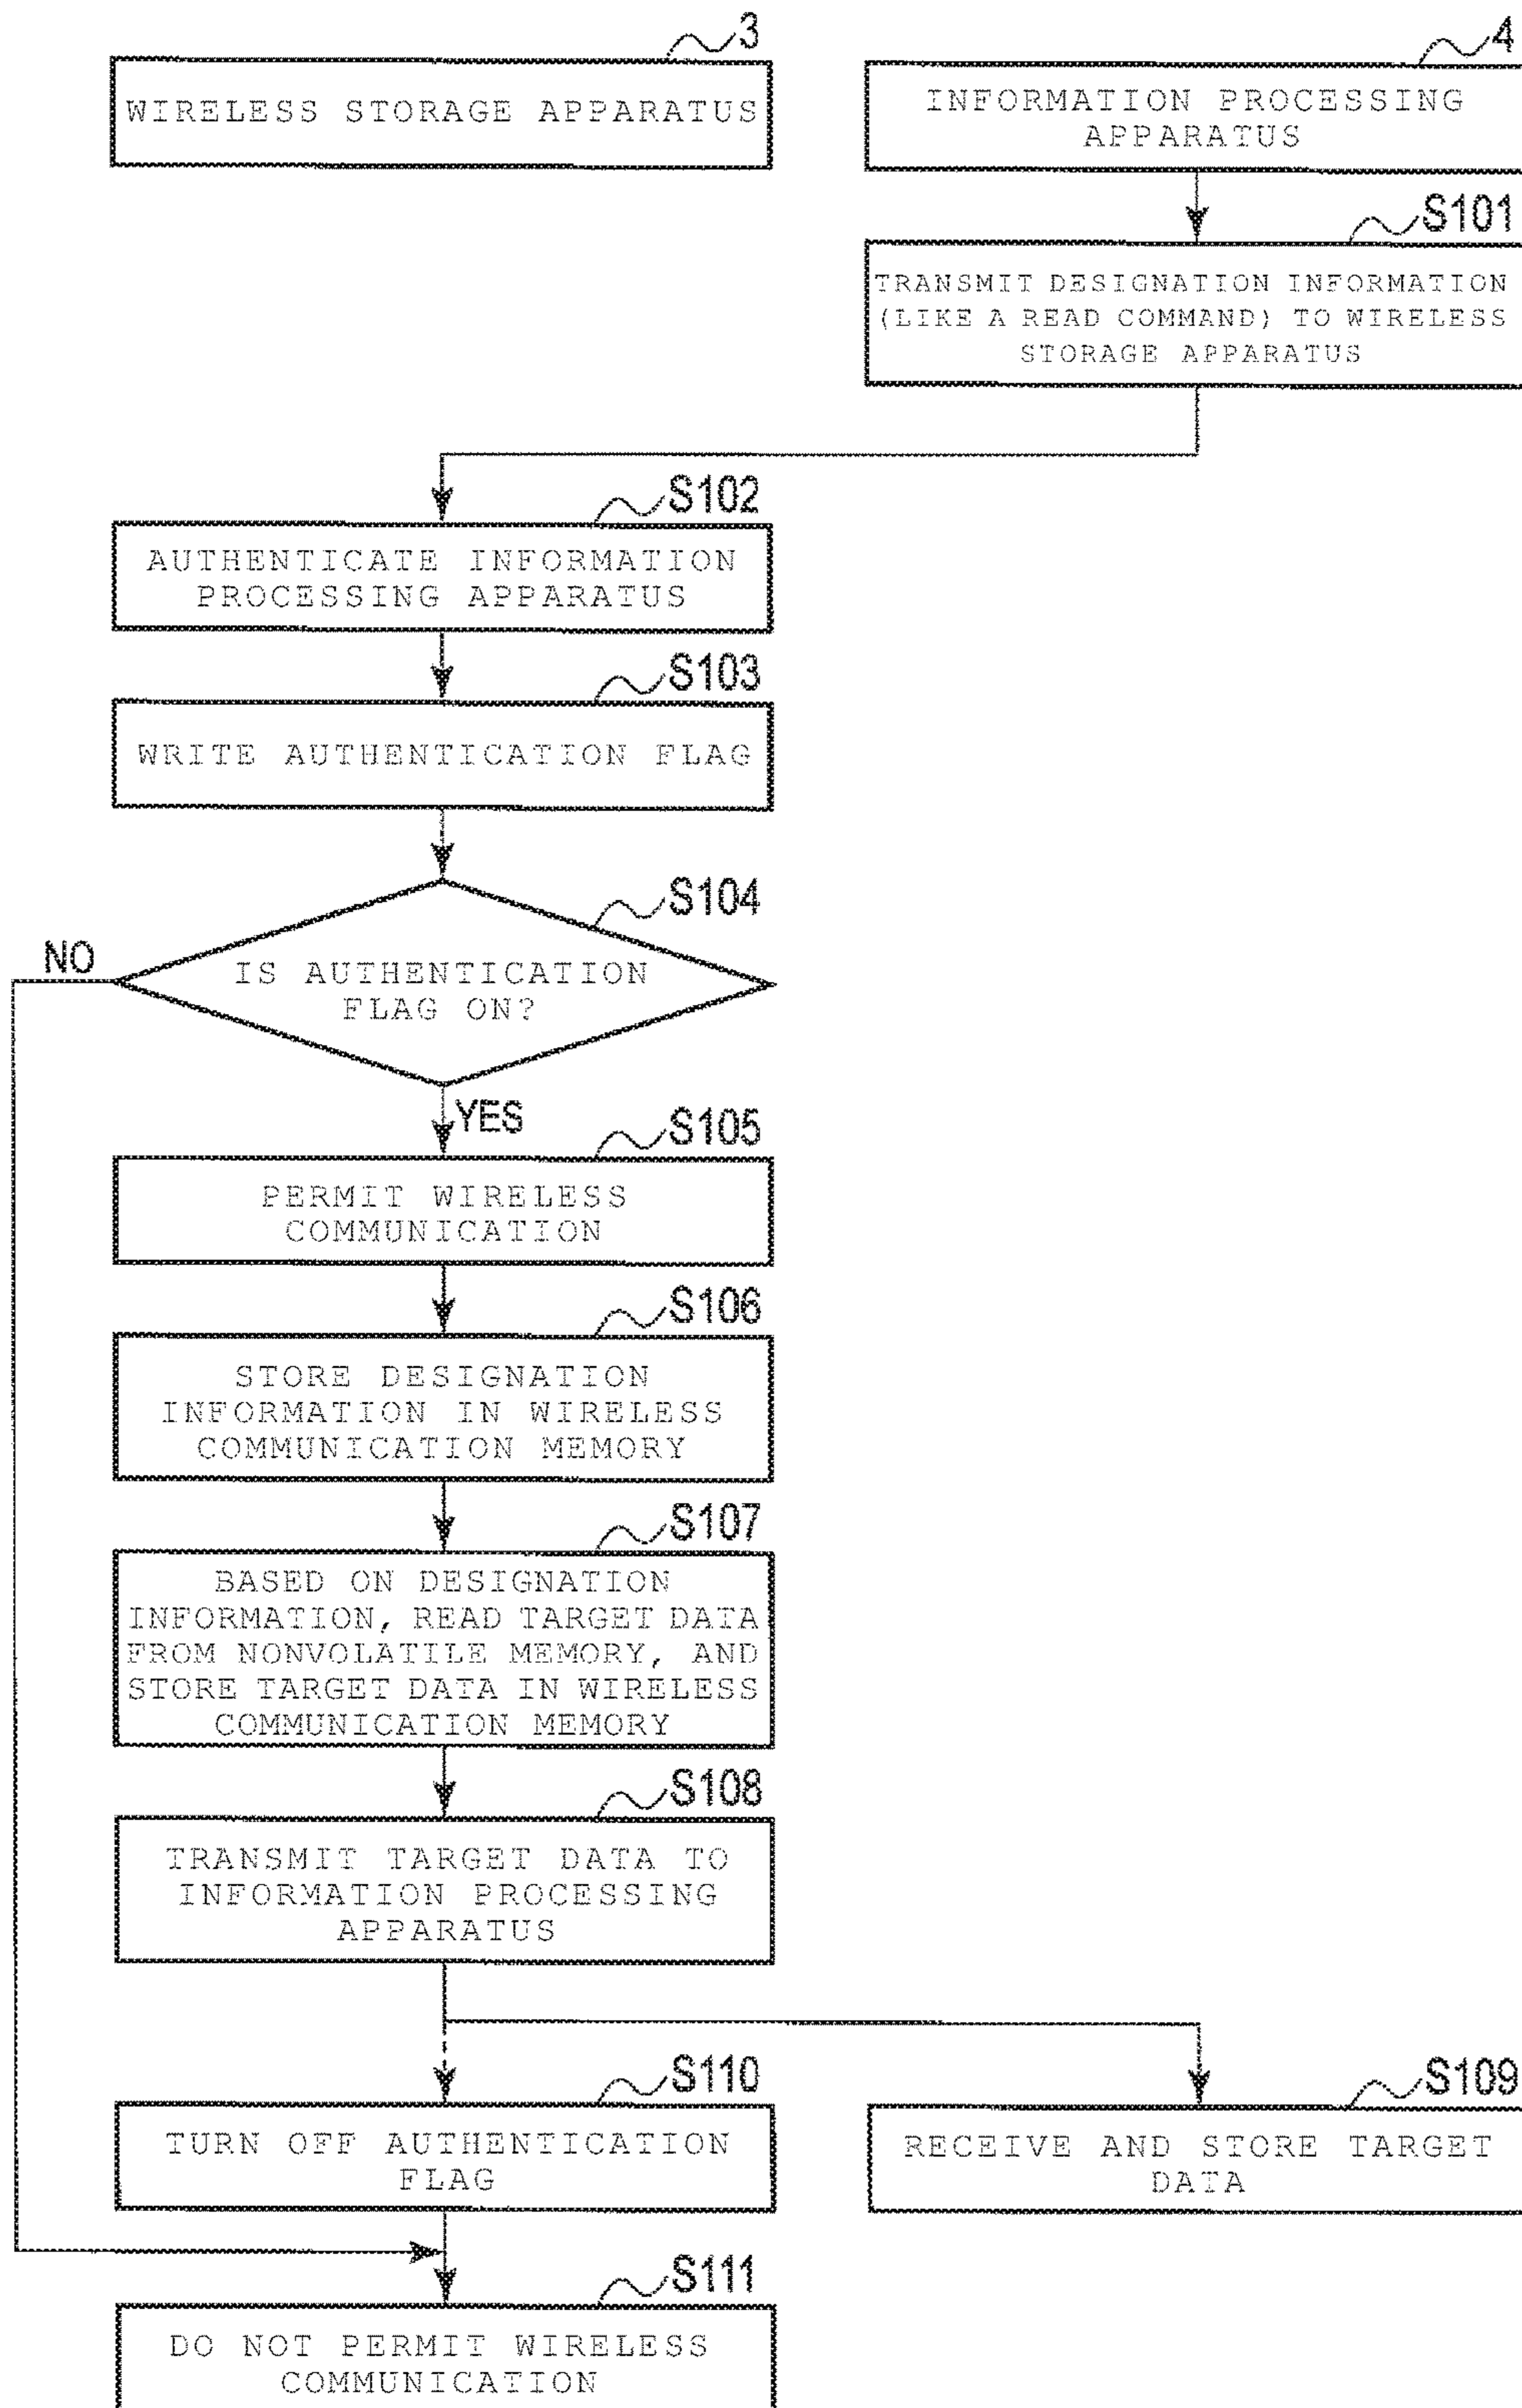 3
WIRELESS STORAGE APPARATUS
4
INFORMATION PROCESSING
APPARATUS
S101
TRANSMIT DESIGNATION INFORMATION
(LIKE A READ COMMAND) TO WIRELESS
STORAGE APPARATUS
S102
AUTHENTICATE INFORMATION
PROCESSING APPARATUS
S103
WRITE AUTHENTICATION FLAG
S104
NO
IS AUTHENTICATION
FLAG ON?
YES
S105
PERMIT WIRELESS
COMMUNICATION
S106
STORE DESIGNATION
INFORMATION IN WIRELESS
COMMUNICATION MEMORY
S107
BASED ON DESIGNATION
INFORMATION, READ TARGET DATA
FROM NONVOLATILE MEMORY, AND
STORE TARGET DATA IN WIRELESS
COMMUNICATION MEMORY
S108
TRANSMIT TARGET DATA TO
INFORMATION PROCESSING
APPARATUS
S110
TURN OFF AUTHENTICATION
FLAG
S109
RECEIVE AND STORE TARGET
DATA
S111
DO NOT PERMIT WIRELESS
COMMUNICATION